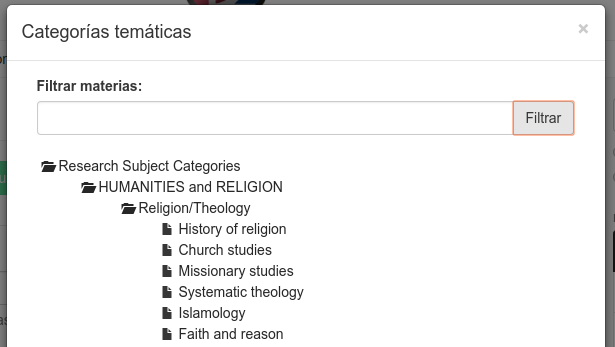 Categorías temáticas ×
Filtrar materias:
Filtrar
Research Subject Categories
HUMANITIES and RELIGION
Religion/Theology
History of religion
Church studies
Missionary studies
Systematic theology
Islamology
Faith and reason